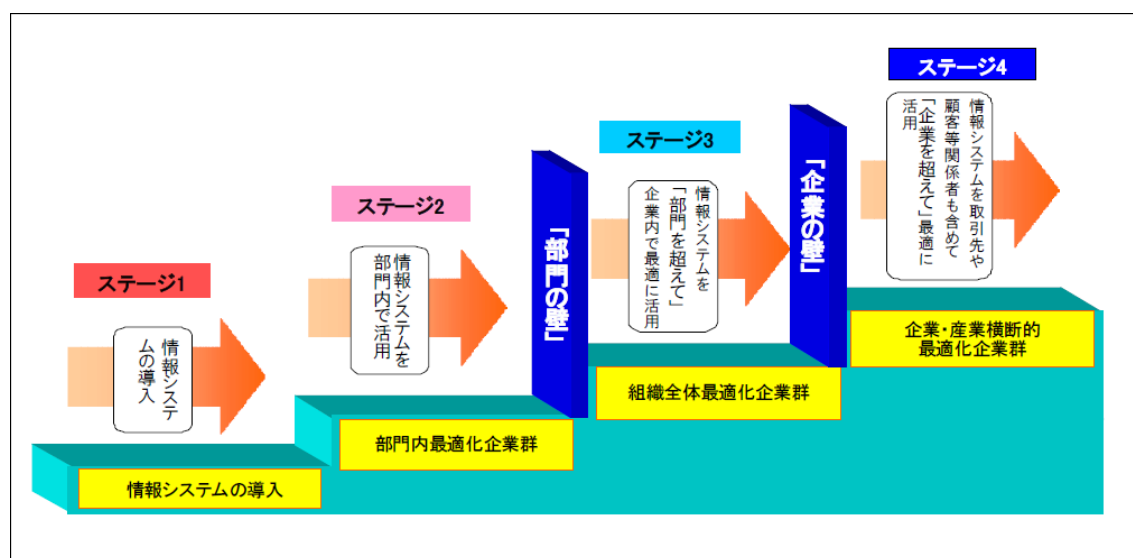 ステージ1
情報システ
ムの導入
情報システムの導入
ステージ2
情報システムを
部門内で活用
部門内最適化企業群
「部門の壁」
ステージ3
情報システムを
「部門を超えて」
企業内で最適に活用
組織全体最適化企業群
「企業の壁」
ステージ4
情報システムを取引先や
顧客等関係者も含めて
「企業を超えて」最適に
活用
企業・産業横断的
最適化企業群